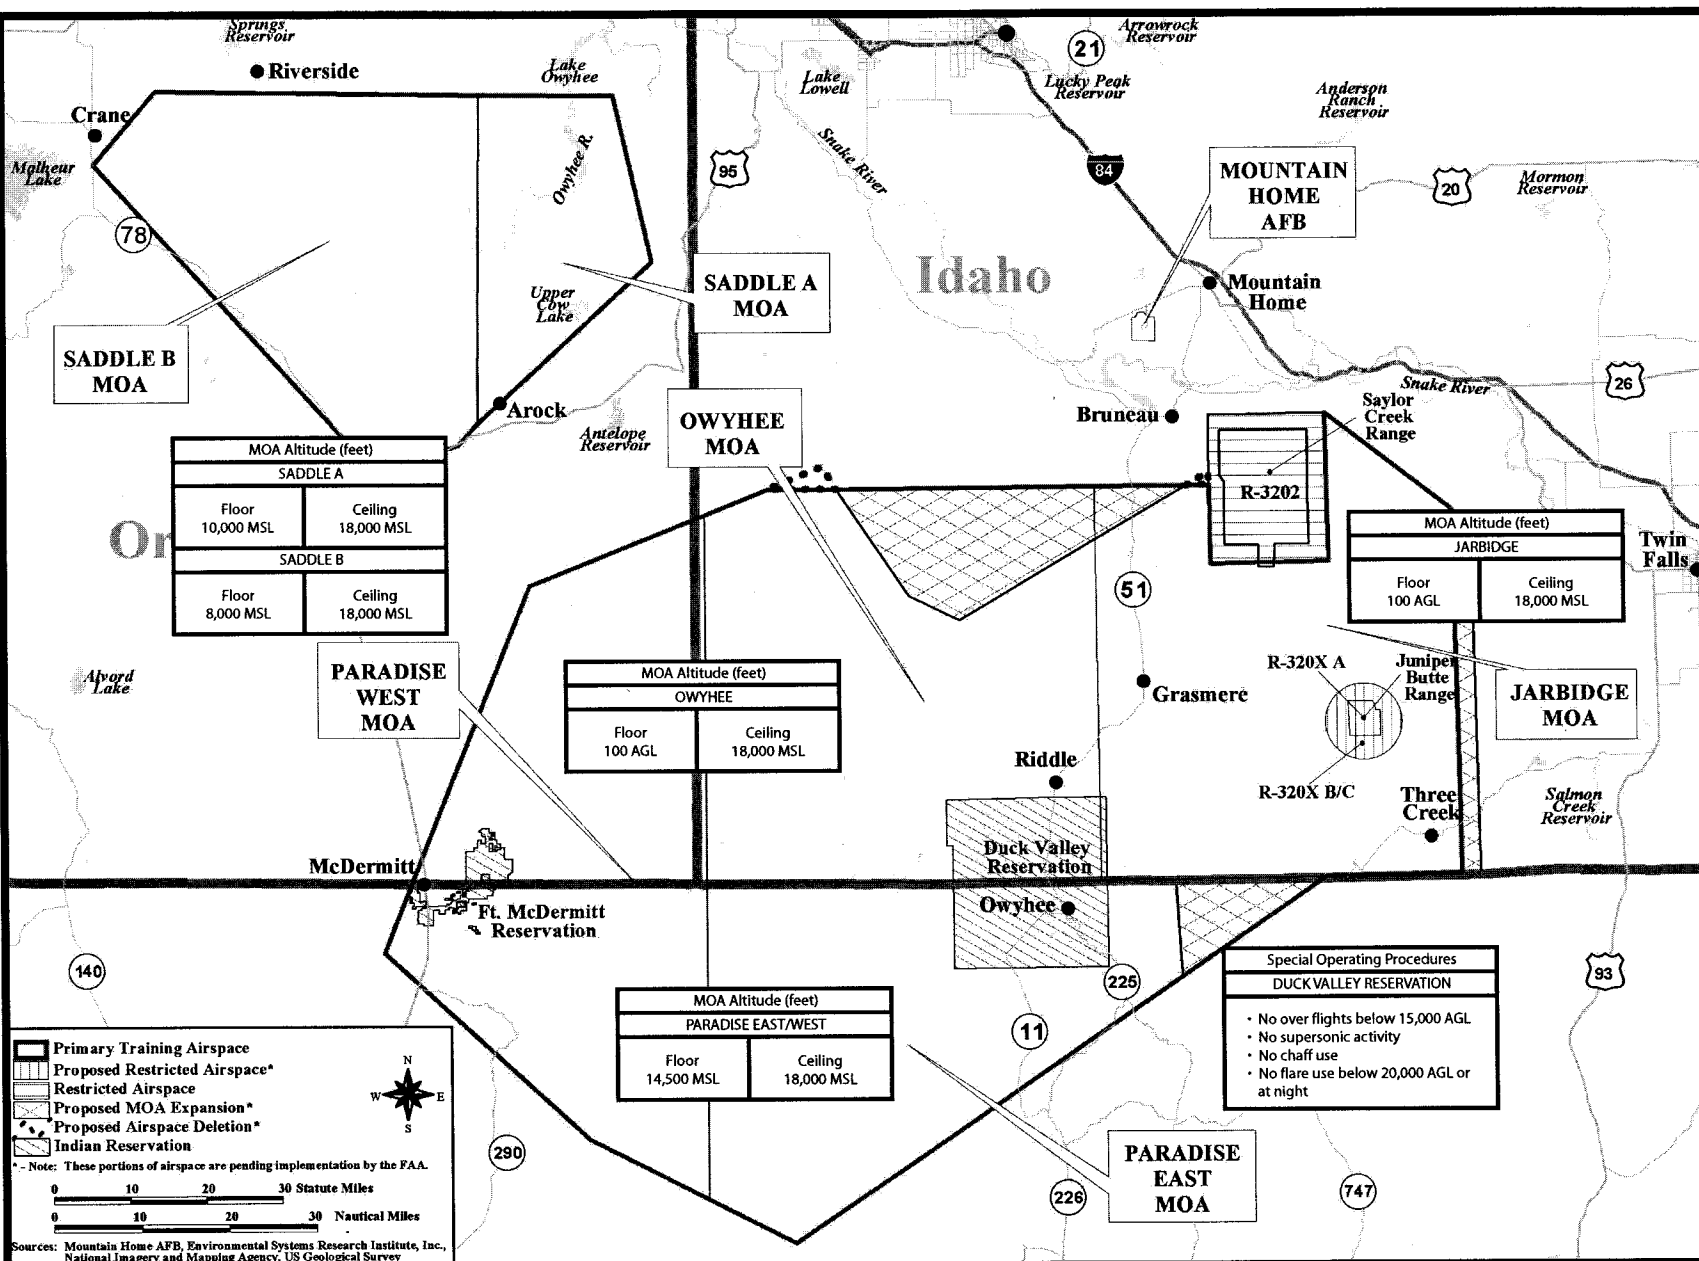 Springs
Reservoir
Riverside
Lake
Owyhee
Crane
Malheur
Lake
Owyhee R.
78
95
Lake
Lowell
Snake River
21
Arrowrock
Reservoir
Lucky Peak
Reservoir
Anderson
Ranch
Reservoir
84
MOUNTAIN
HOME
AFB
20
Mormon
Reservoir
Idaho
SADDLE A
MOA
Upper
Cow
Lake
Mountain
Home
SADDLE B
MOA
Arock
Antelope
Reservoir
OWYHEE
MOA
Bruneau
Snake River
26
Saylor
Creek
Range
R-3202
Or
MOA Altitude (feet)
SADDLE A
Floor
10,000 MSL
Ceiling
18,000 MSL
SADDLE B
Floor
8,000 MSL
Ceiling
18,000 MSL
MOA Altitude (feet)
JARBIDGE
Floor
100 AGL
Ceiling
18,000 MSL
Twin
Falls
51
Alvord
Lake
PARADISE
WEST
MOA
MOA Altitude (feet)
OWYHEE
Floor
100 AGL
Ceiling
18,000 MSL
Grasmere
R-320X A
Juniper
Butte
Range
JARBIDGE
MOA
R-320X B/C
Riddle
Three
Creek
Salmon
Creek
Reservoir
McDermitt
Ft. McDermitt
Reservation
Duck Valley
Reservation
Owyhee
140
225
11
93
Special Operating Procedures
DUCK VALLEY RESERVATION
• No over flights below 15,000 AGL
• No supersonic activity
• No chaff use
• No flare use below 20,000 AGL or
at night
MOA Altitude (feet)
PARADISE EAST/WEST
Floor
14,500 MSL
Ceiling
18,000 MSL
PARADISE
EAST
MOA
290
226
747
Primary Training Airspace
Proposed Restricted Airspace*
Restricted Airspace
Proposed MOA Expansion*
Proposed Airspace Deletion*
Indian Reservation
N
W
E
S
* - Note: These portions of airspace are pending implementation by the FAA.
0 10 20 30 Statute Miles
0 10 20 30 Nautical Miles
Sources: Mountain Home AFB, Environmental Systems Research Institute, Inc.,
National Imagery and Mapping Agency, US Geological Survey